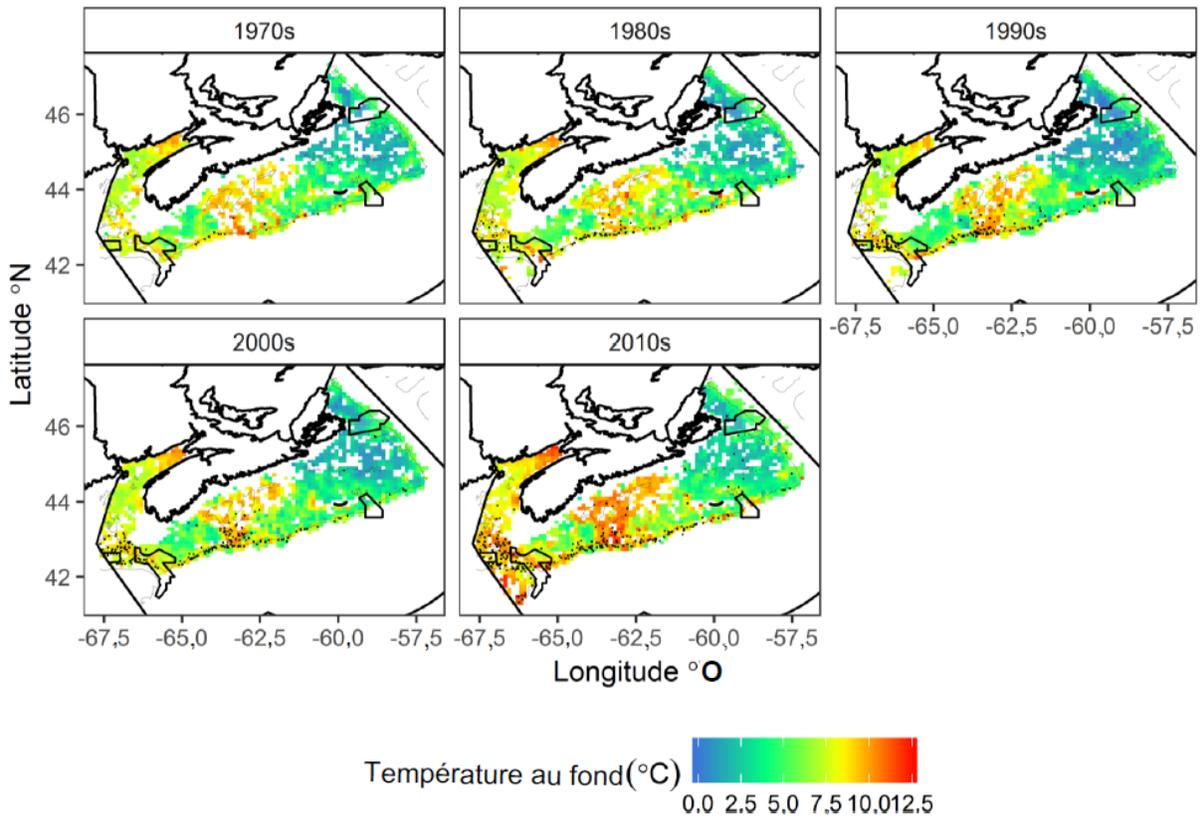 1970s
1980s
1990s
46
44
42
-67,5 -65,0 -62,5 -60,0 -57,5
2000s
2010s
46
44
42
-67,5 -65,0 -62,5 -60,0 -57,5
-67,5 -65,0 -62,5 -60,0 -57,5
Latitude °N
Longitude °O
Température au fond(°C)
0.0 2.5 5.0 7.5 10.0 12.5